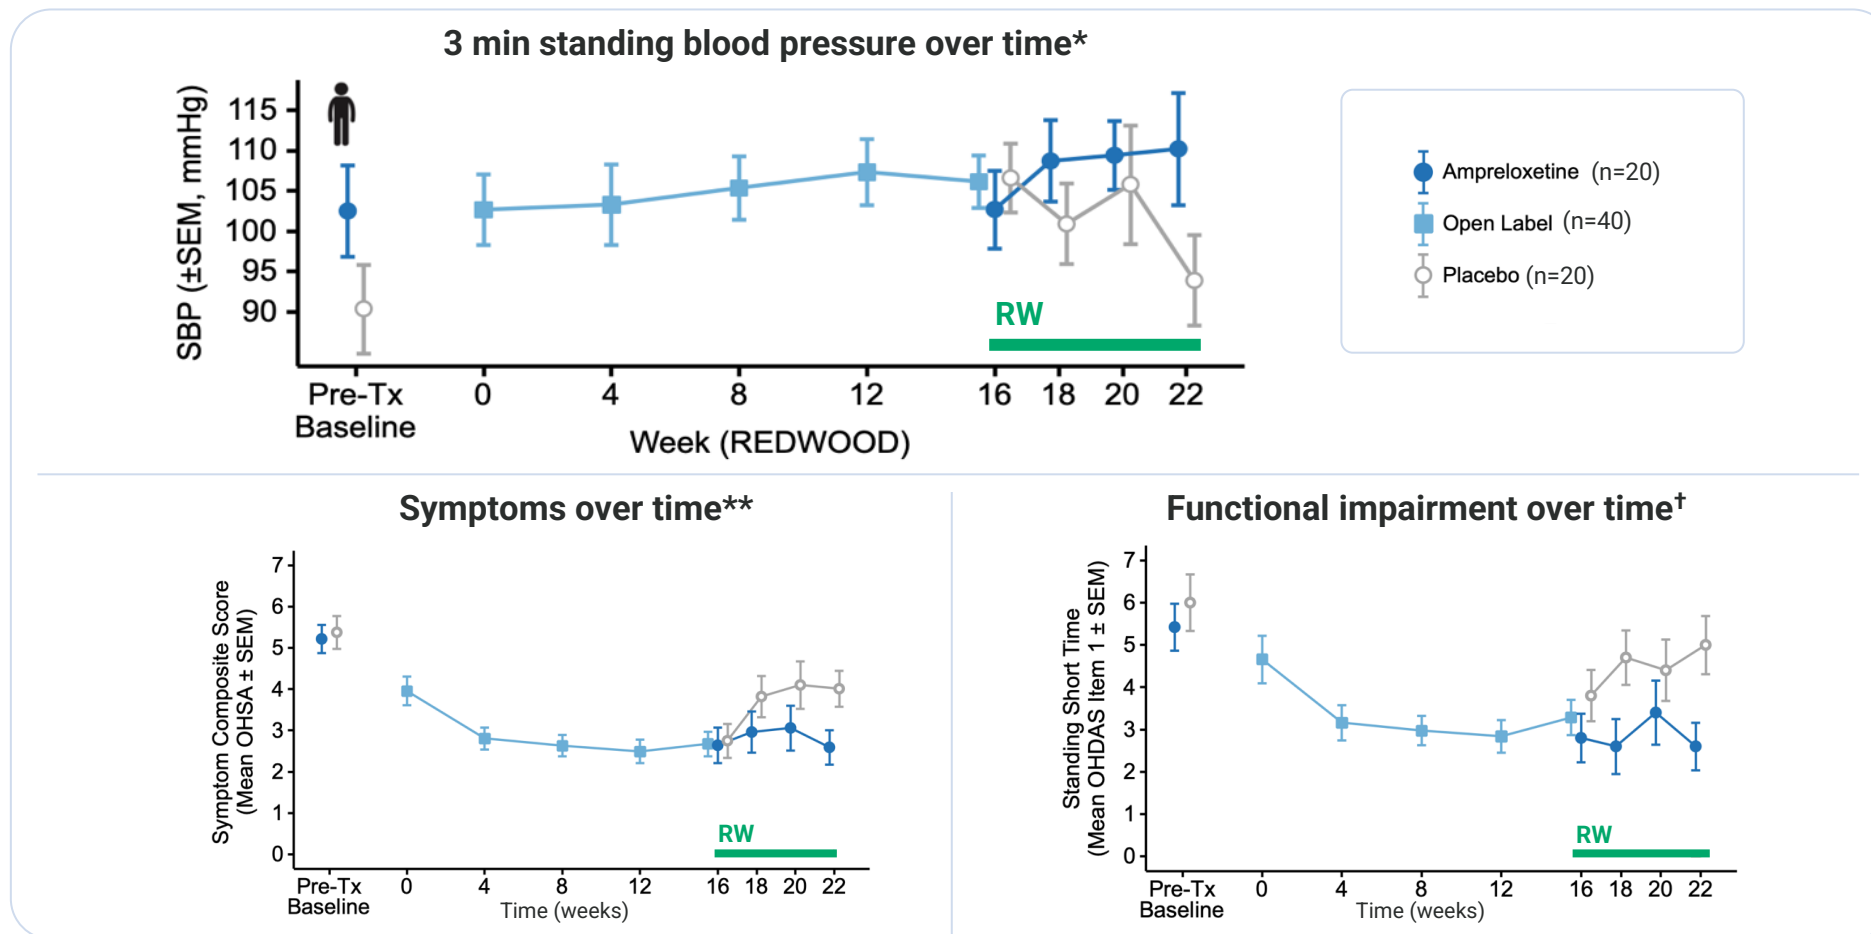 3 min standing blood pressure over time*
SBP (±SEM, mmHg)
115
110
105
100
95
90
RW
Pre-Tx
Baseline
0
4
8
12
16
18
20
22
Week (REDWOOD)
Ampreloxetine (n=20)
Open Label (n=40)
Placebo (n=20)
Symptoms over time**
Symptom Composite Score
(Mean OHSA ± SEM)
7
6
5
4
3
2
1
0
RW
Pre-Tx
Baseline
0
4
8
12
16
18
20
22
Time (weeks)
Functional impairment over time†
Standing Short Time
(Mean OHDAS Item 1 ± SEM)
7
6
5
4
3
2
1
0
RW
Pre-Tx
Baseline
0
4
8
12
16
18
20
22
Time (weeks)